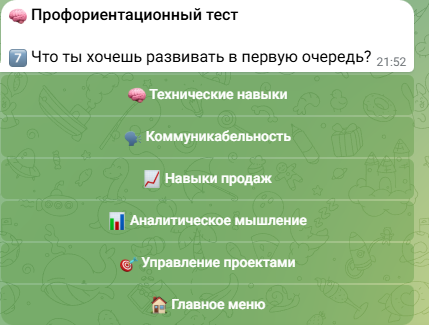 🧠 Профориентационный тест
7️⃣ Что ты хочешь развивать в первую очередь? 21:52
🧠 Технические навыки
🗣 Коммуникабельность
📈 Навыки продаж
📊 Аналитическое мышление
🎯 Управление проектами
🏠 Главное меню